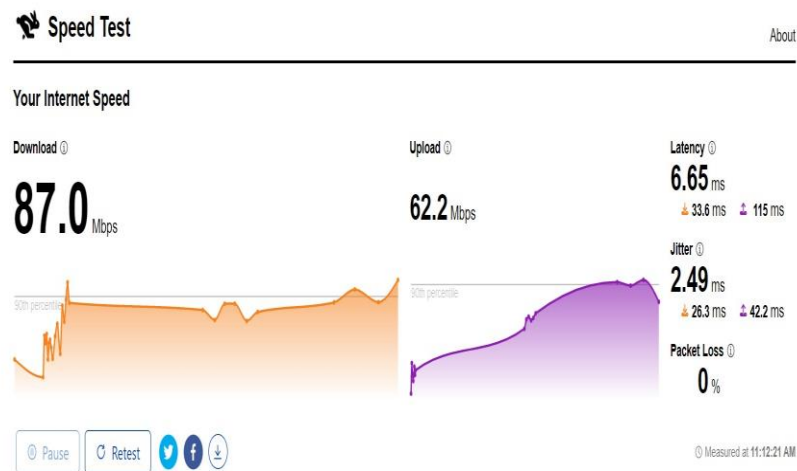 Speed Test
About
Your Internet Speed
Download
87.0 Mbps
90th percentile
Upload
62.2 Mbps
90th percentile
Latency
6.65 ms
33.6 ms 115 ms
Jitter
2.49 ms
26.3 ms 42.2 ms
Packet Loss
0 %
Pause
Retest
Measured at 11:12:21 AM